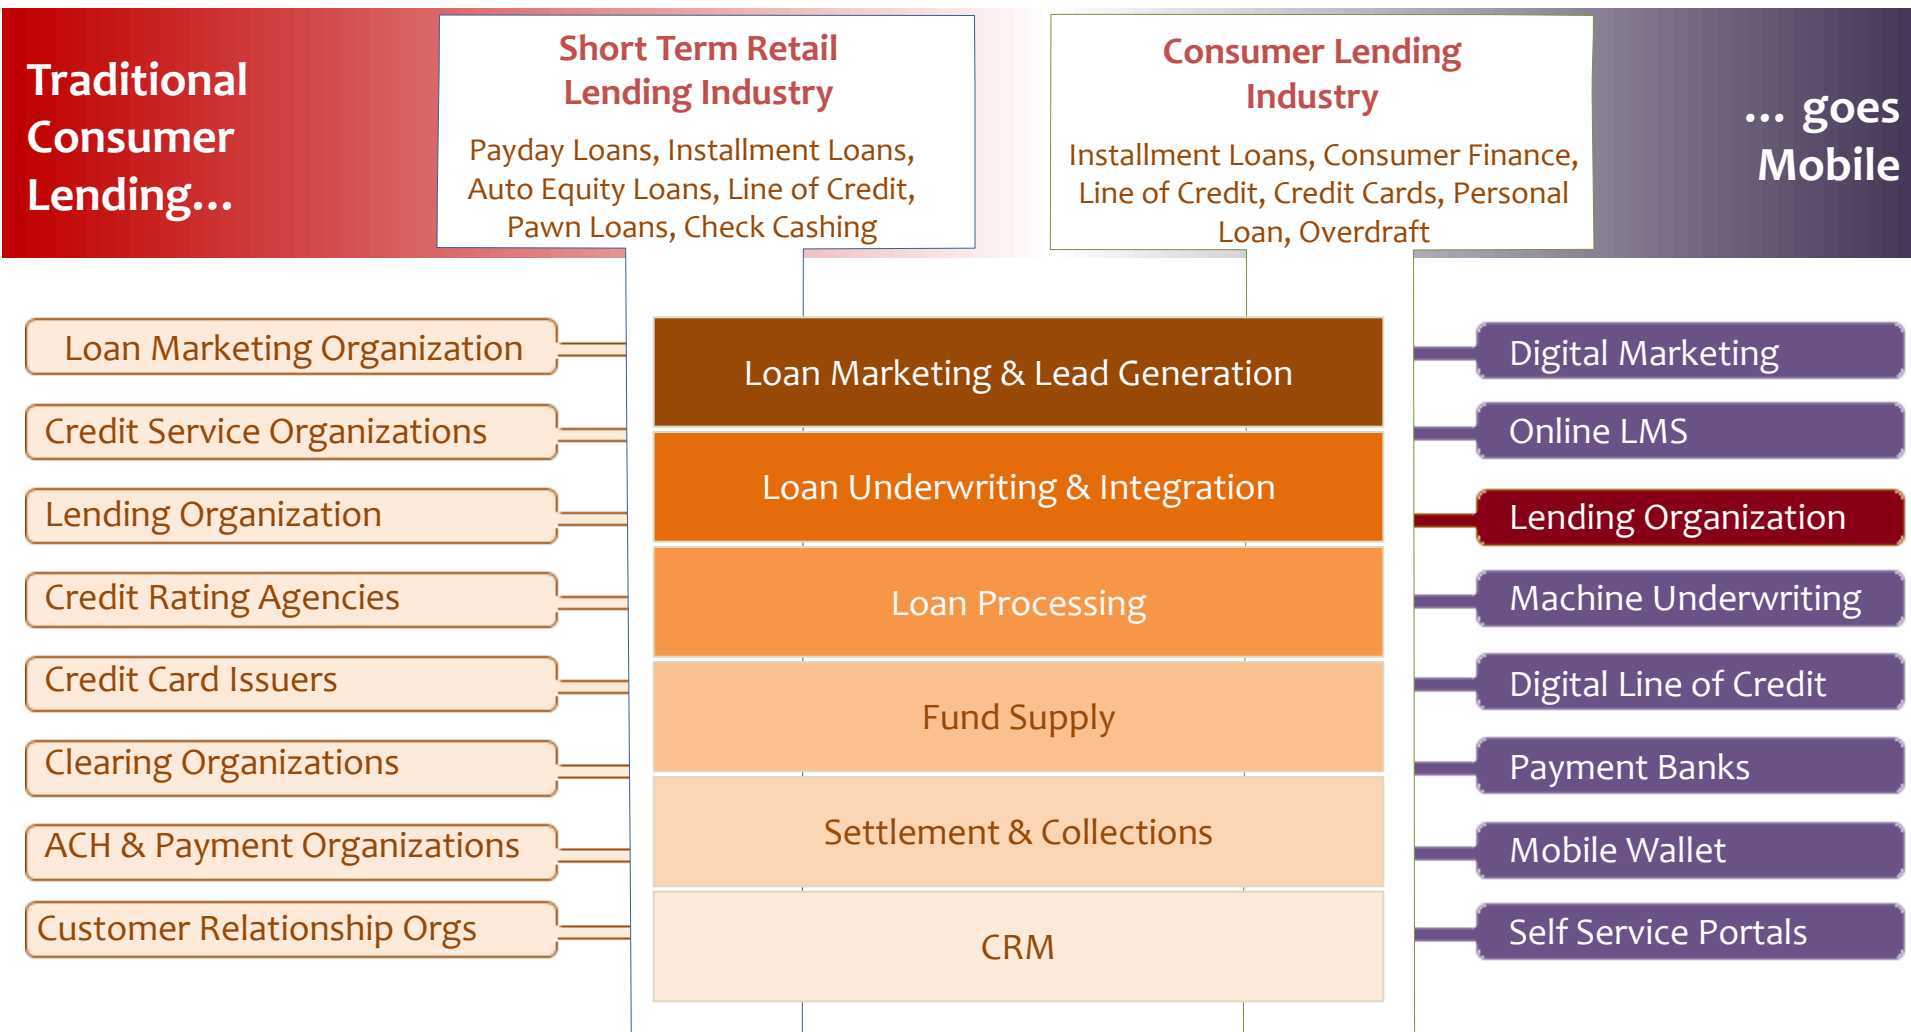 Traditional
Consumer
Lending...
Short Term Retail
Lending Industry
Payday Loans, Installment Loans,
Auto Equity Loans, Line of Credit,
Pawn Loans, Check Cashing
Consumer Lending
Industry
Installment Loans, Consumer Finance,
Line of Credit, Credit Cards, Personal
Loan, Overdraft
... goes
Mobile
Loan Marketing Organization
Credit Service Organizations
Lending Organization
Credit Rating Agencies
Credit Card Issuers
Clearing Organizations
ACH & Payment Organizations
Customer Relationship Orgs
Loan Marketing & Lead Generation
Loan Underwriting & Integration
Loan Processing
Fund Supply
Settlement & Collections
CRM
Digital Marketing
Online LMS
Lending Organization
Machine Underwriting
Digital Line of Credit
Payment Banks
Mobile Wallet
Self Service Portals